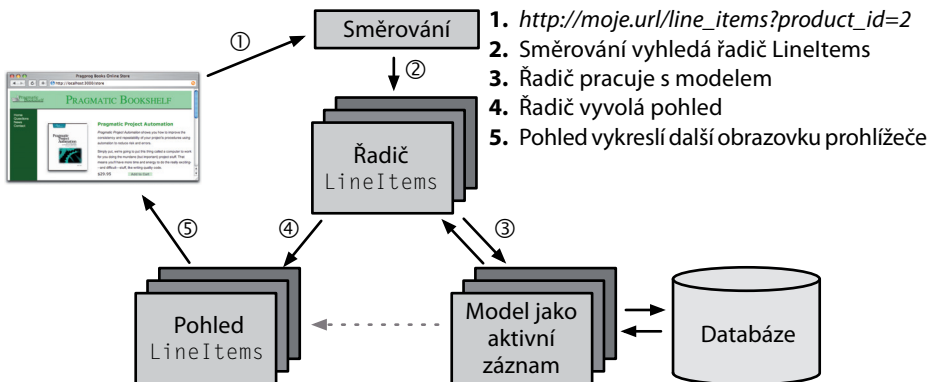 Směrování
1. http://moje.url/line_items?product_id=2
2. Směrování vyhledá řadič LineItems
3. Řadič pracuje s modelem
4. Řadič vyvolá pohled
5. Pohled vykreslí další obrazovku prohlížeče
①
②
PRAGMATIC BOOKSHELF
Pragmatic Project Automation
$29.95
Řadič
LineItems
⑤
④
③
Pohled
LineItems
Model jako
aktivní
záznam
Databáze